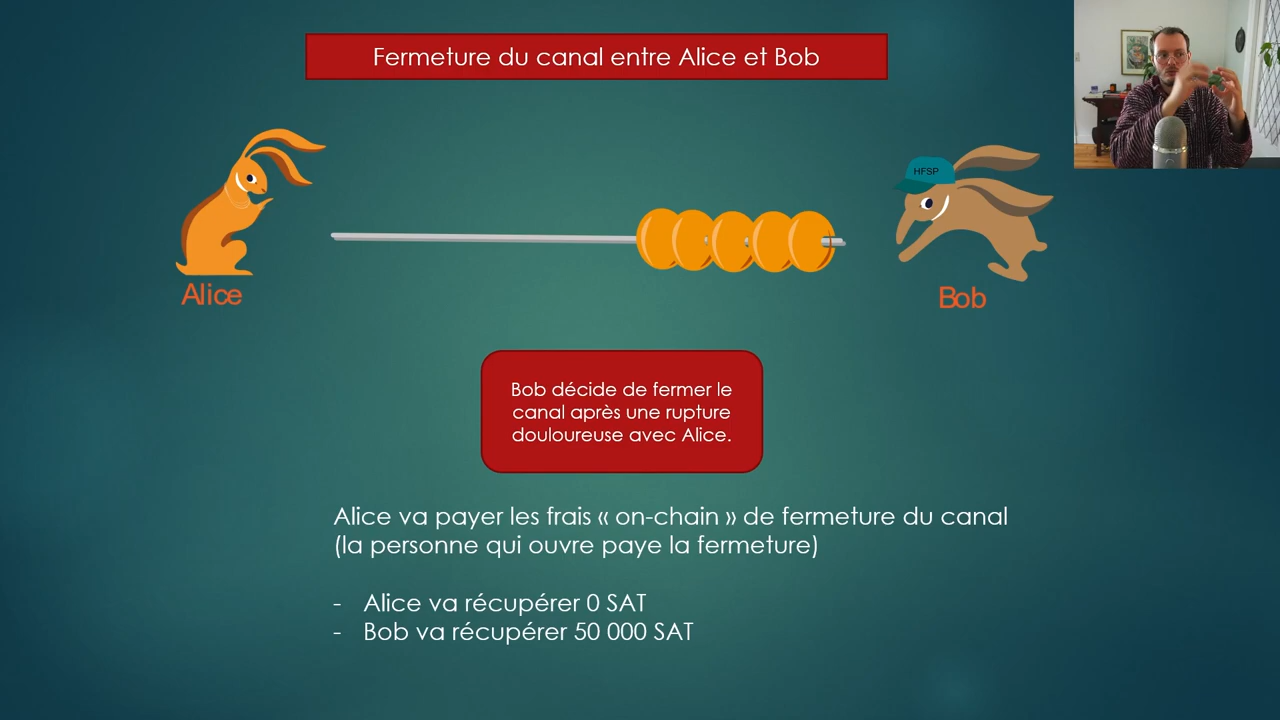 Fermeture du canal entre Alice et Bob
HFSP
Alice
Bob
Bob décide de fermer le
canal après une rupture
douloureuse avec Alice.
Alice va payer les frais « on-chain » de fermeture du canal
(la personne qui ouvre paye la fermeture)
- Alice va récupérer 0 SAT
- Bob va récupérer 50 000 SAT